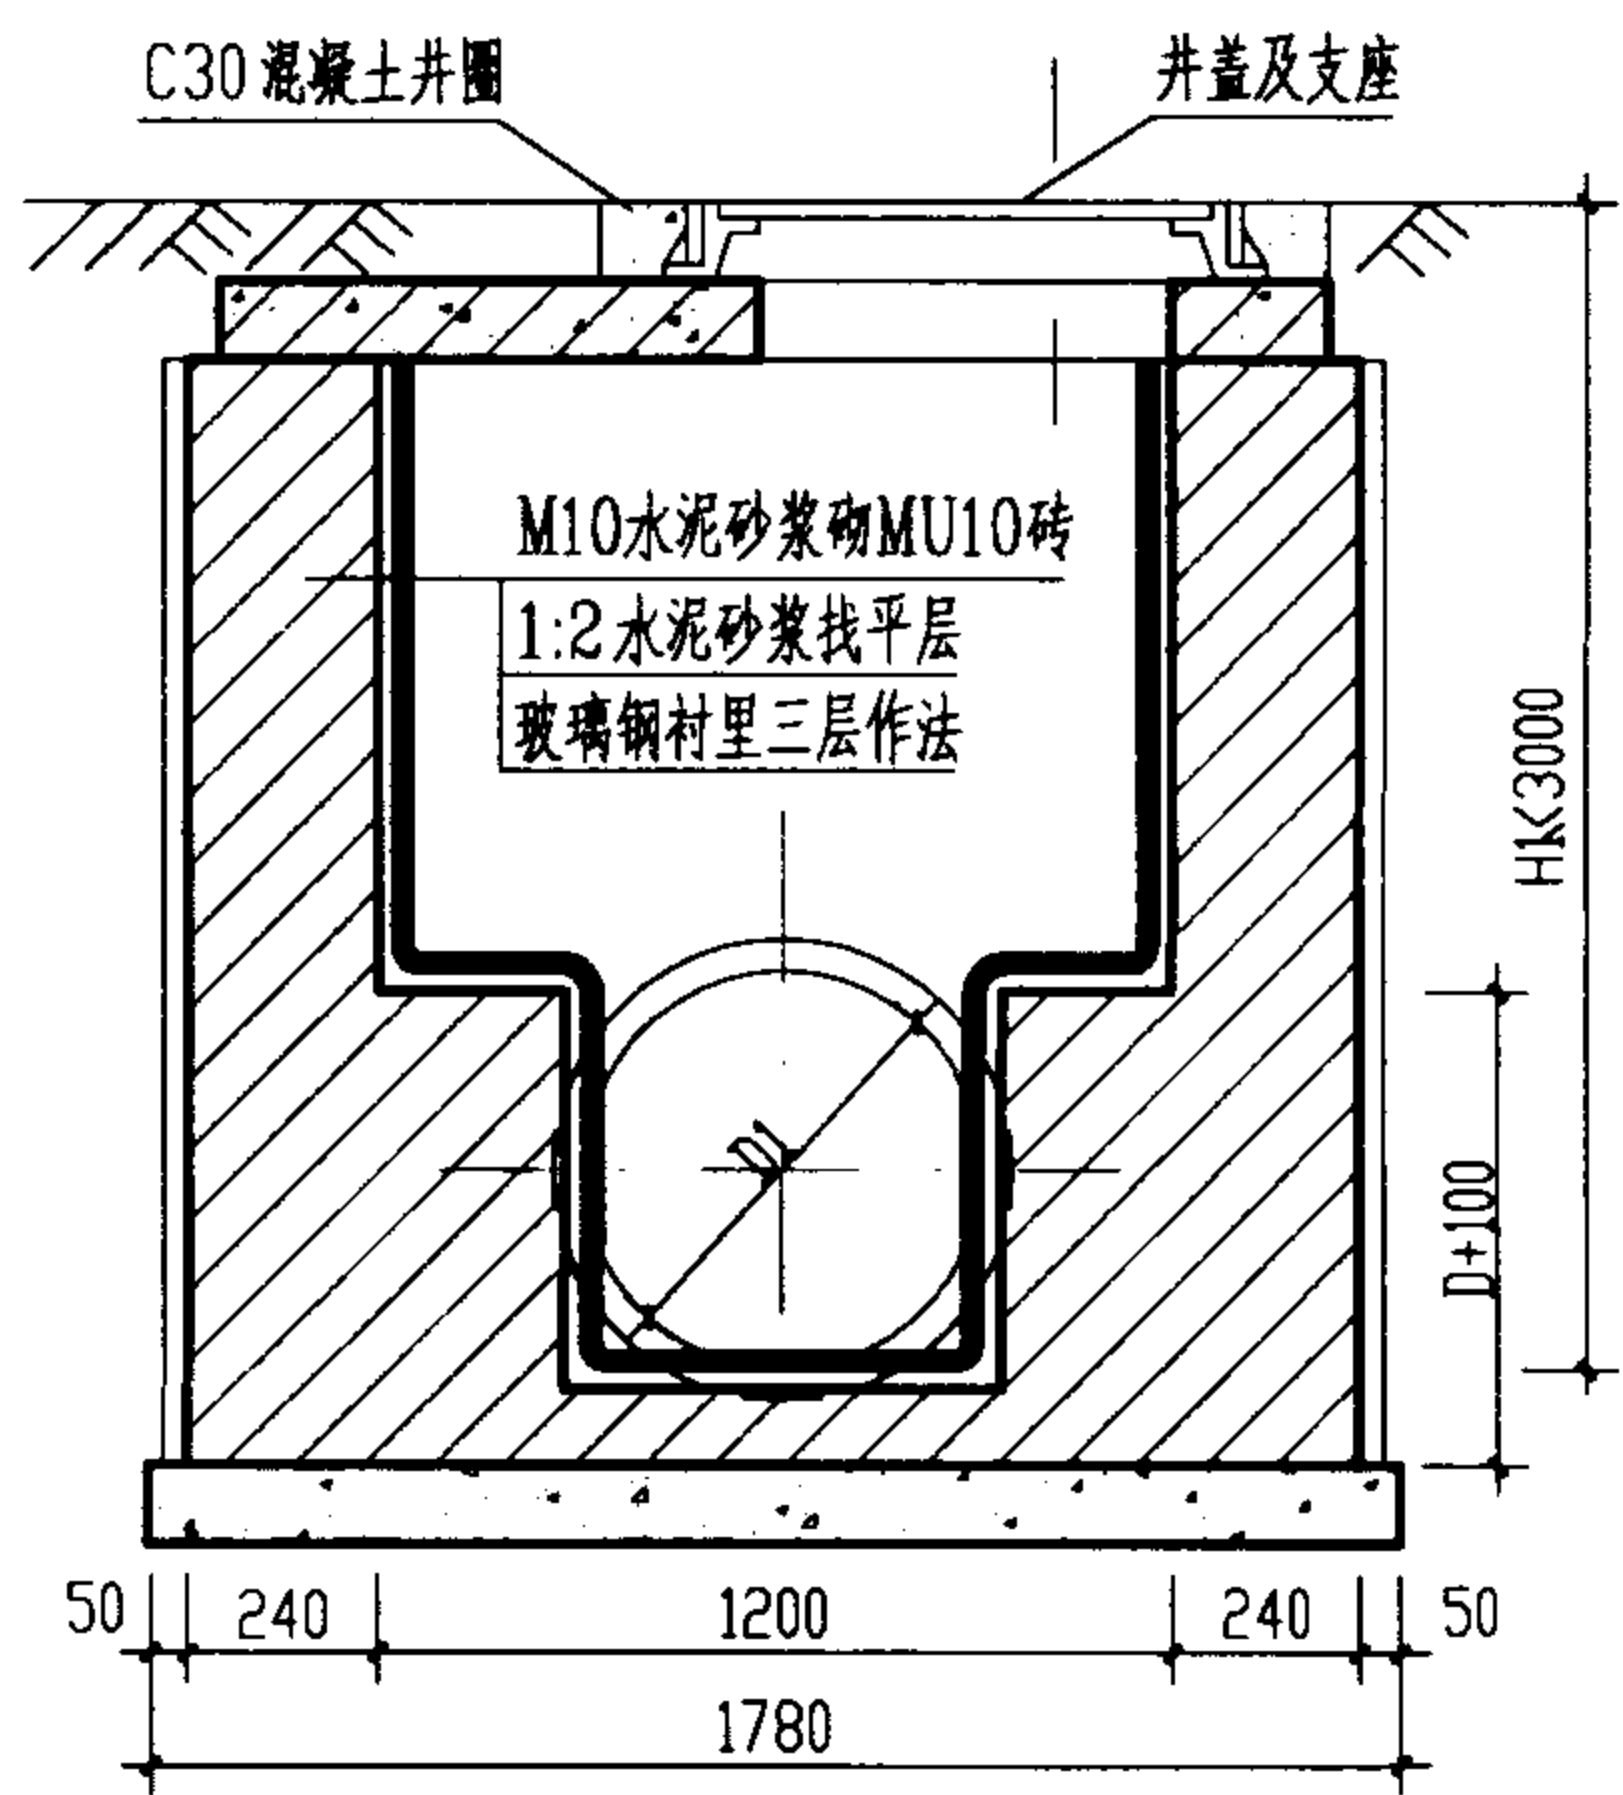 C30混凝土井圈
井盖及支座
M10水泥砂浆砌MU10砖
1:2水泥砂浆找平层
玻璃钢衬里三层作法
H1<3000
D+100
D
50
240
1200
240
50
1780